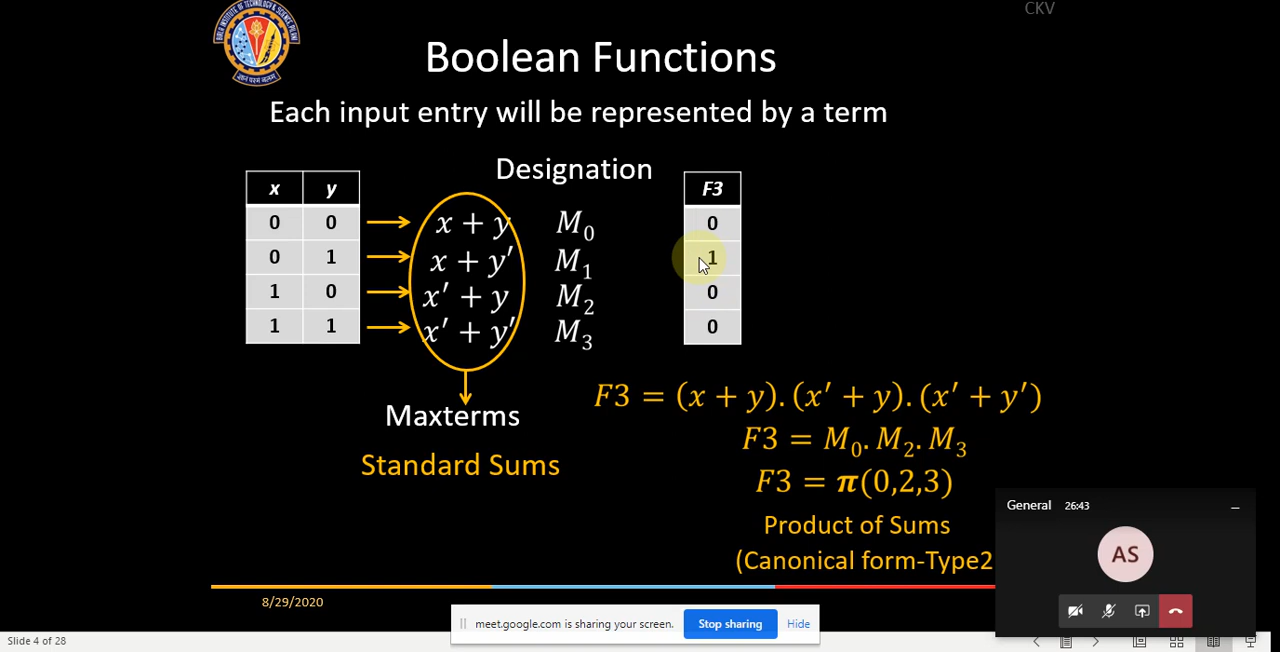 CKV
Boolean Functions
Each input entry will be represented by a term
Designation
x y F3
0 0 x + y M₀ 0
0 1 x + y′ M₁ 1
1 0 x′ + y M₂ 0
1 1 x′ + y′ M₃ 0
Maxterms
Standard Sums
F3 = (x + y). (x′ + y). (x′ + y′)
F3 = M₀. M₂. M₃
F3 = π(0,2,3)
Product of Sums
(Canonical form-Type2
8/29/2020
General 26:43
AS
meet.google.com is sharing your screen. Stop sharing Hide
Slide 4 of 28